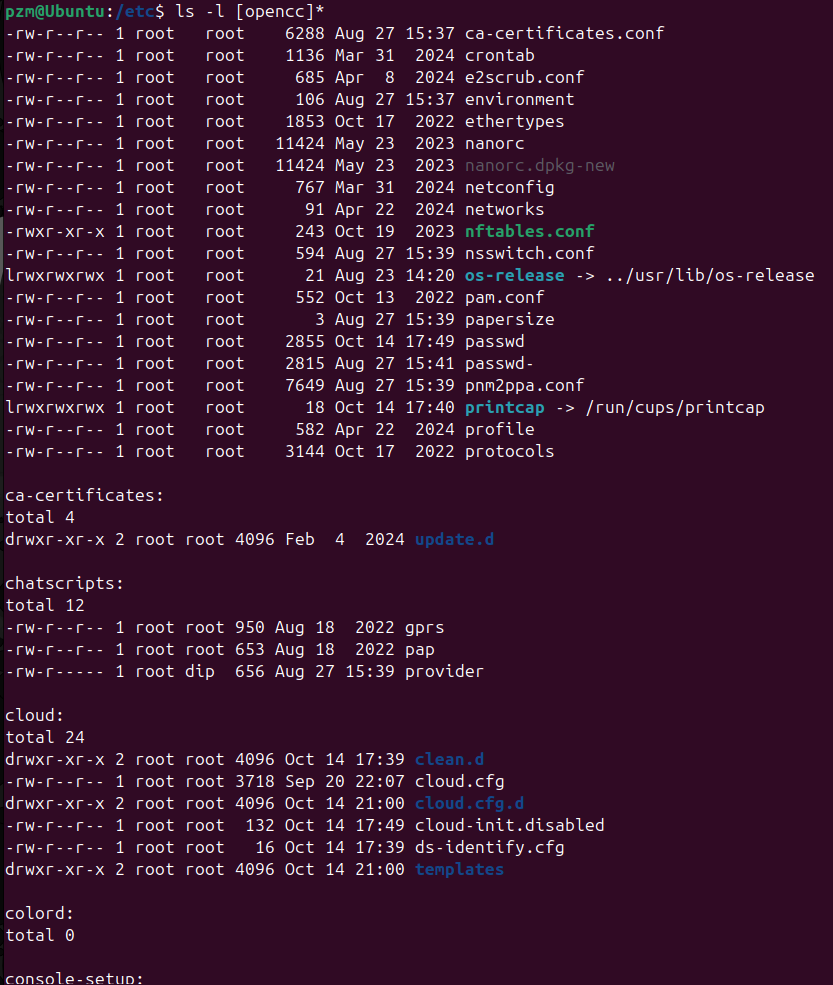 pzm@Ubuntu:/etc$ ls -l [opencc]*
-rw-r--r-- 1 root   root    6288 Aug 27 15:37 ca-certificates.conf
-rw-r--r-- 1 root   root    1136 Mar 31  2024 crontab
-rw-r--r-- 1 root   root     685 Apr  8  2024 e2scrub.conf
-rw-r--r-- 1 root   root     106 Aug 27 15:37 environment
-rw-r--r-- 1 root   root    1853 Oct 17  2022 ethertypes
-rw-r--r-- 1 root   root   11424 May 23  2023 nanorc
-rw-r--r-- 1 root   root   11424 May 23  2023 nanorc.dpkg-new
-rw-r--r-- 1 root   root     767 Mar 31  2024 netconfig
-rw-r--r-- 1 root   root      91 Apr 22  2024 networks
-rwxr-xr-x 1 root   root     243 Oct 19  2023 nftables.conf
-rw-r--r-- 1 root   root     594 Aug 27 15:39 nsswitch.conf
lrwxrwxrwx 1 root   root      21 Aug 23 14:20 os-release -> ../usr/lib/os-release
-rw-r--r-- 1 root   root     552 Oct 13  2022 pam.conf
-rw-r--r-- 1 root   root       3 Aug 27 15:39 papersize
-rw-r--r-- 1 root   root    2855 Oct 14 17:49 passwd
-rw-r--r-- 1 root   root    2815 Aug 27 15:41 passwd-
-rw-r--r-- 1 root   root    7649 Aug 27 15:39 pnm2ppa.conf
lrwxrwxrwx 1 root   root      18 Oct 14 17:40 printcap -> /run/cups/printcap
-rw-r--r-- 1 root   root     582 Apr 22  2024 profile
-rw-r--r-- 1 root   root    3144 Oct 17  2022 protocols
ca-certificates:
total 4
drwxr-xr-x 2 root root 4096 Feb  4  2024 update.d
chatscripts:
total 12
-rw-r--r-- 1 root root 950 Aug 18  2022 gprs
-rw-r--r-- 1 root root 653 Aug 18  2022 pap
-rw-r----- 1 root dip  656 Aug 27 15:39 provider
cloud:
total 24
drwxr-xr-x 2 root root 4096 Oct 14 17:39 clean.d
-rw-r--r-- 1 root root 3718 Sep 20 22:07 cloud.cfg
drwxr-xr-x 2 root root 4096 Oct 14 21:00 cloud.cfg.d
-rw-r--r-- 1 root root  132 Oct 14 17:49 cloud-init.disabled
-rw-r--r-- 1 root root   16 Oct 14 17:39 ds-identify.cfg
drwxr-xr-x 2 root root 4096 Oct 14 21:00 templates
colord:
total 0
console-setup: